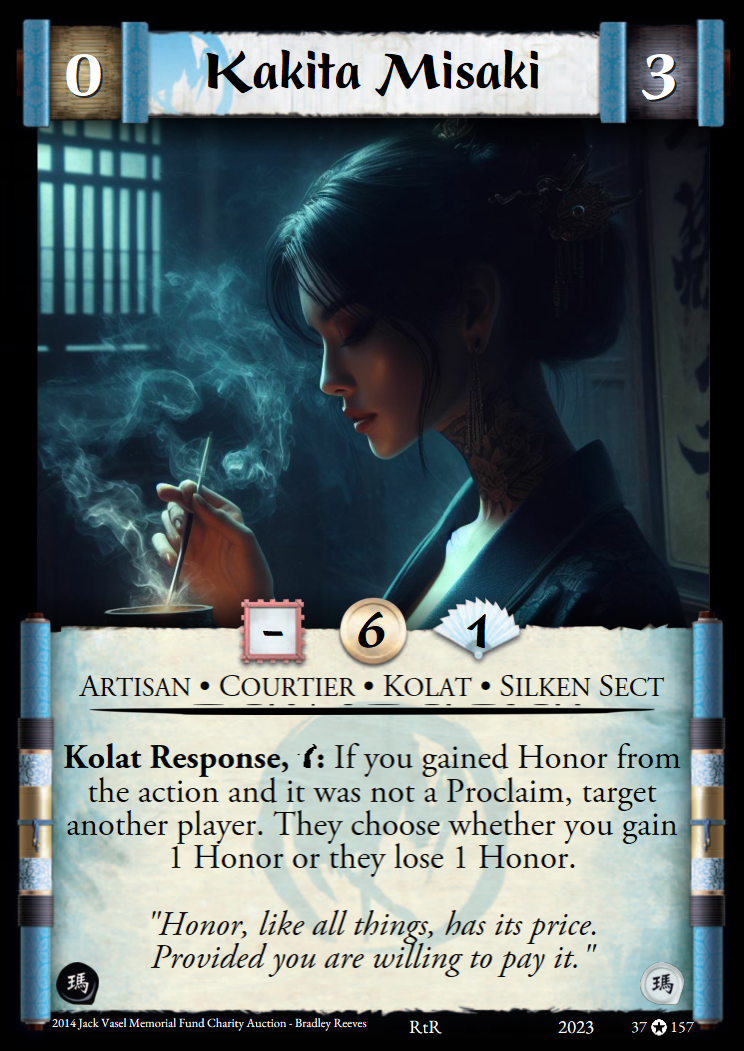 0 Kakita Misaki 3
- 6 1
Artisan • Courtier • Kolat • Silken Sect
Kolat Response, : If you gained Honor from
the action and it was not a Proclaim, target
another player. They choose whether you gain
1 Honor or they lose 1 Honor.
"Honor, like all things, has its price.
Provided you are willing to pay it."
瑪 瑪
2014 Jack Vasel Memorial Fund Charity Auction - Bradley Reeves RtR 2023 37 ✪ 157